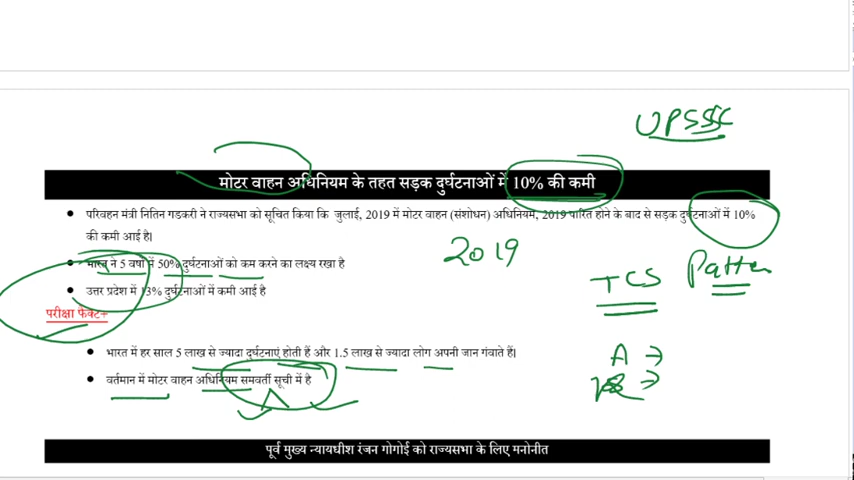 UPSSSC
मोटर वाहन अधिनियम के तहत सड़क दुर्घटनाओं में 10% की कमी
परिवहन मंत्री नितिन गडकरी ने राज्यसभा को सूचित किया कि जुलाई, 2019 में मोटर वाहन (संशोधन) अधिनियम, 2019 पारित होने के बाद से सड़क दुर्घटनाओं में 10%
की कमी आई है।
2019
भारत ने 5 वर्षों में 50% दुर्घटनाओं को कम करने का लक्ष्य रखा है
TCS Patten
उत्तर प्रदेश में 13% दुर्घटनाओं में कमी आई है
परीक्षा फैक्ट+
भारत में हर साल 5 लाख से ज्यादा दुर्घटनाएं होती हैं और 1.5 लाख से ज्यादा लोग अपनी जान गंवाते हैं।
A →
वर्तमान में मोटर वाहन अधिनियम समवर्ती सूची में है
पूर्व मुख्य न्यायधीश रंजन गोगोई को राज्यसभा के लिए मनोनीत